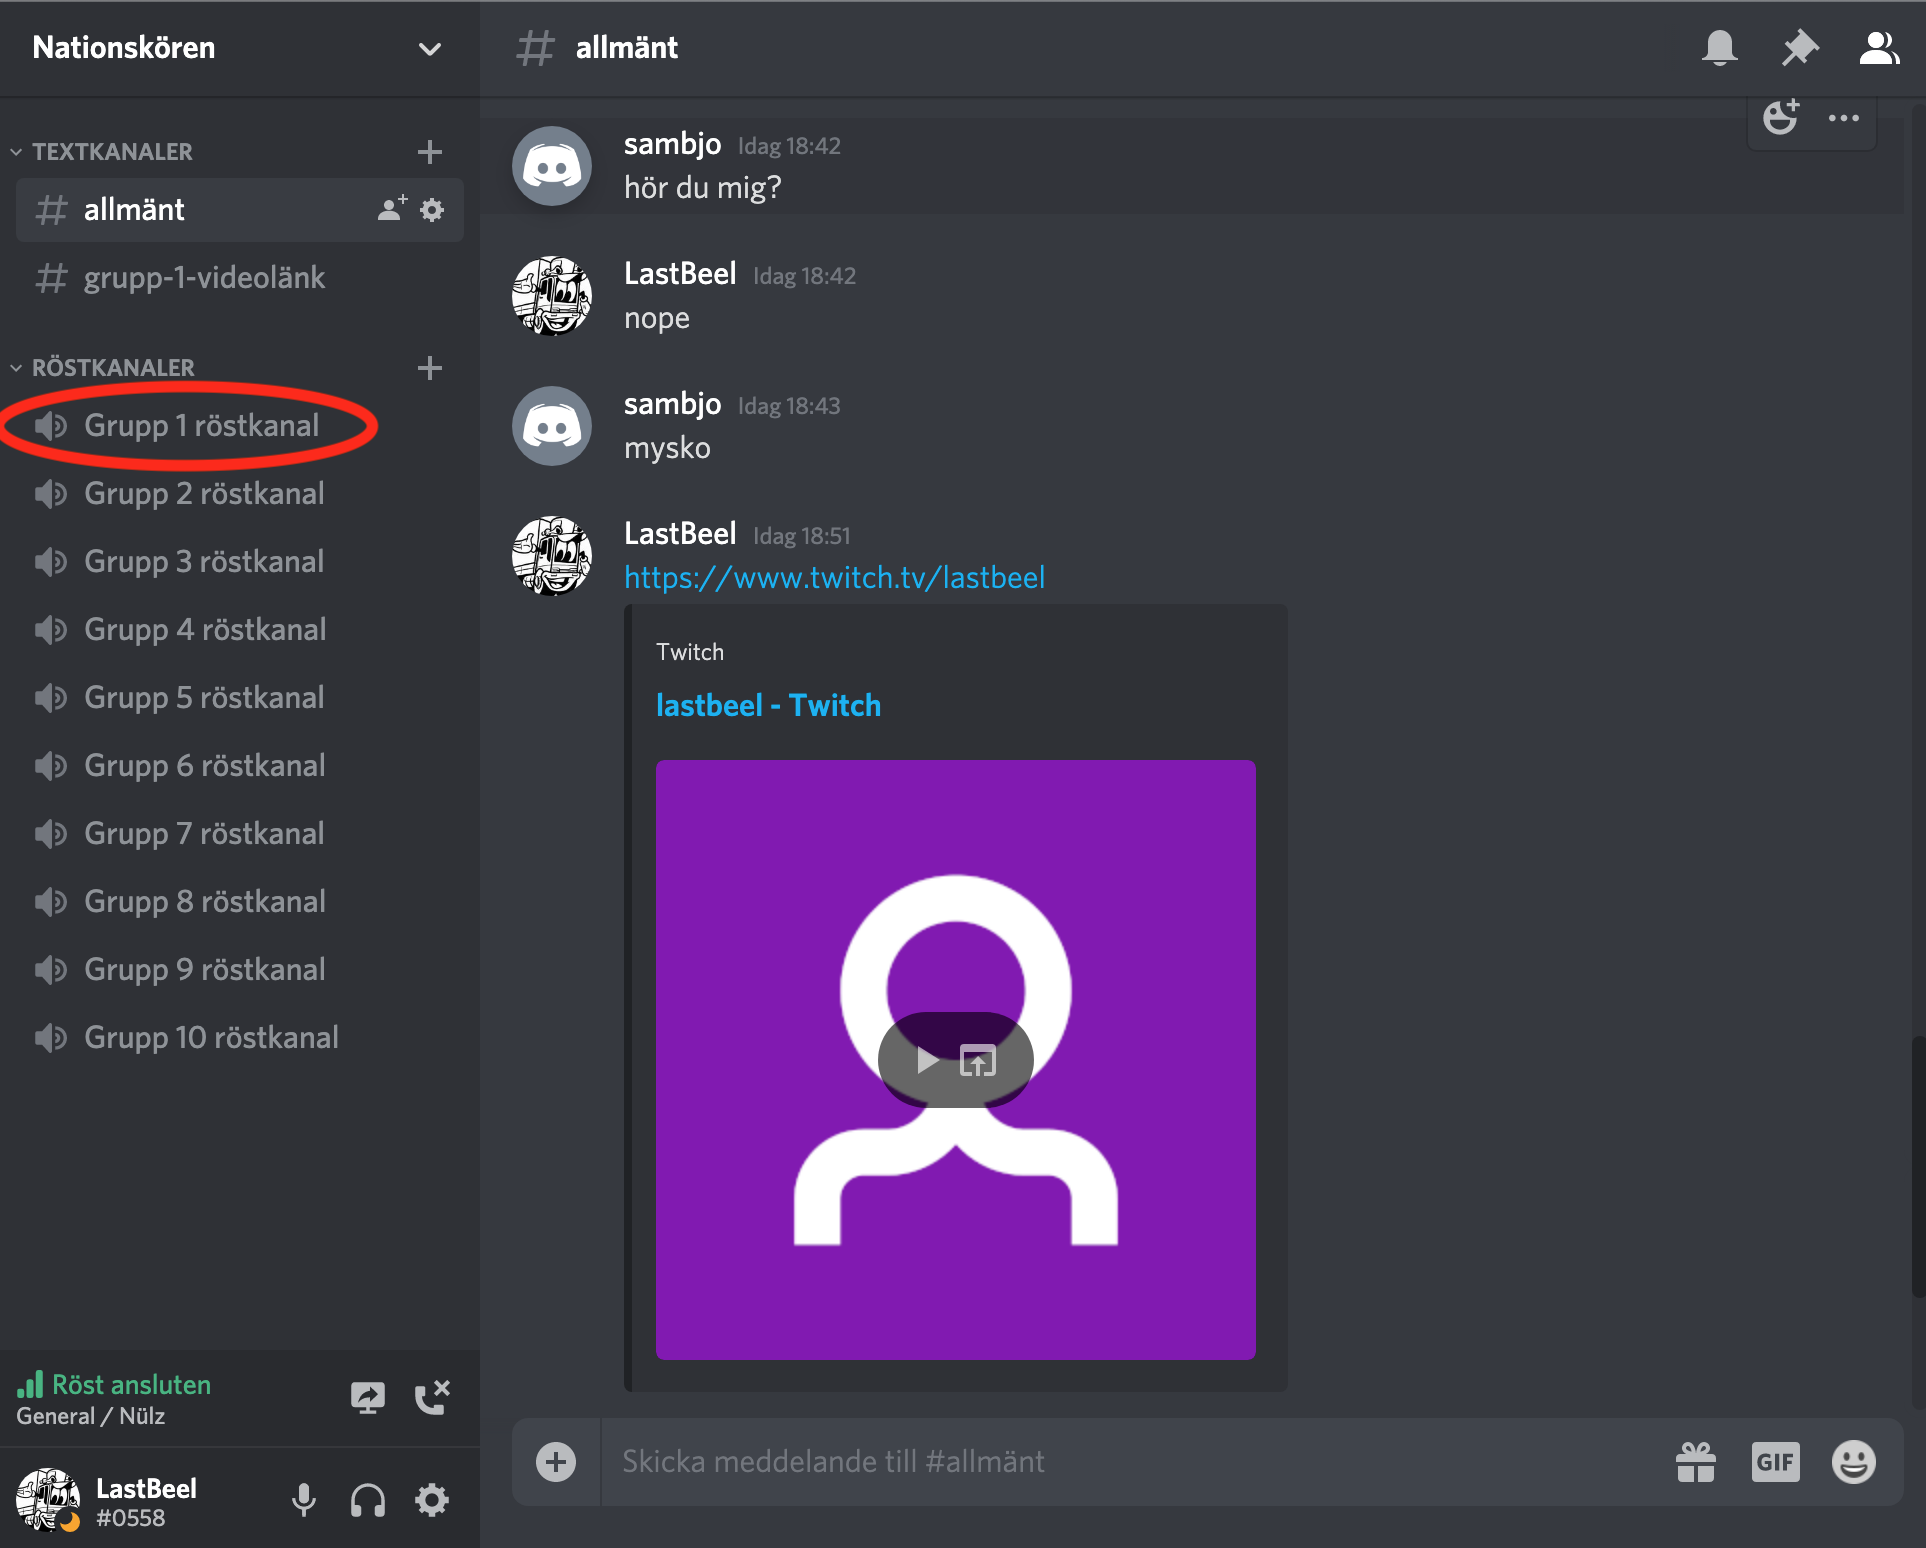 Nationskören
TEXTKANALER
allmänt
grupp-1-videolänk
RÖSTKANALER
Grupp 1 röstkanal
Grupp 2 röstkanal
Grupp 3 röstkanal
Grupp 4 röstkanal
Grupp 5 röstkanal
Grupp 6 röstkanal
Grupp 7 röstkanal
Grupp 8 röstkanal
Grupp 9 röstkanal
Grupp 10 röstkanal
Röst ansluten
General / Nülz
LastBeel
#0558
# allmänt
sambjo Idag 18:42
hör du mig?
LastBeel Idag 18:42
nope
sambjo Idag 18:43
mysko
LastBeel Idag 18:51
https://www.twitch.tv/lastbeel
Twitch
lastbeel - Twitch
Skicka meddelande till #allmänt
GIF